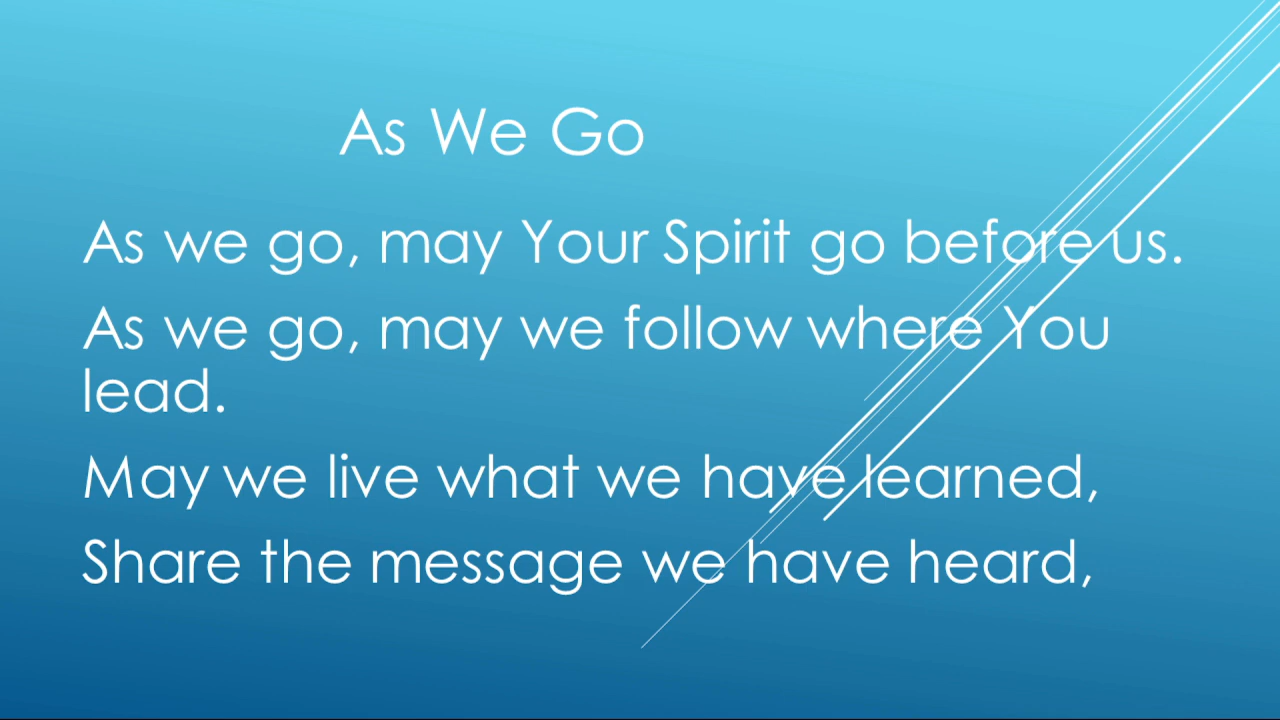 As We Go
As we go, may Your Spirit go before us.
As we go, may we follow where You
lead.
May we live what we have learned,
Share the message we have heard,